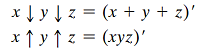 x ↓ y ↓ z = (x + y + z)′
x ↑ y ↑ z = (xyz)′